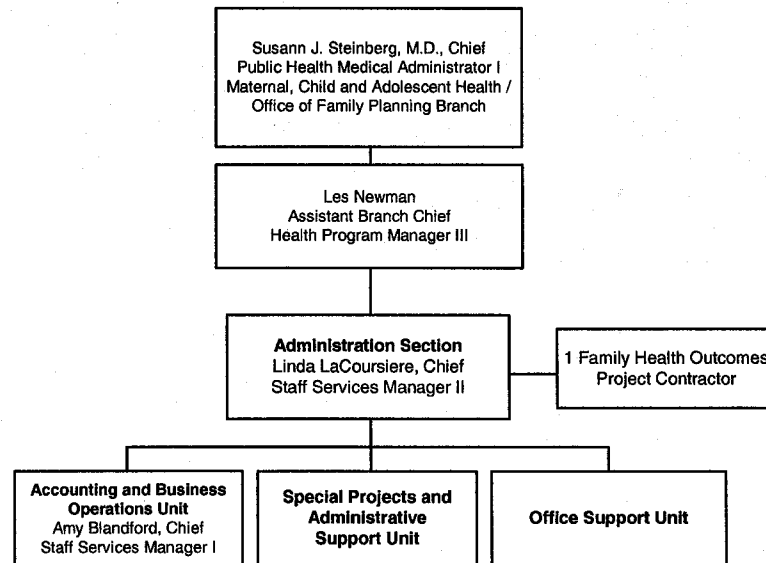 Susann J. Steinberg, M.D., Chief
Public Health Medical Administrator I
Maternal, Child and Adolescent Health /
Office of Family Planning Branch
Les Newman
Assistant Branch Chief
Health Program Manager III
Administration Section
Linda LaCoursiere, Chief
Staff Services Manager II
1 Family Health Outcomes
Project Contractor
Accounting and Business
Operations Unit
Amy Blandford, Chief
Staff Services Manager I
Special Projects and
Administrative
Support Unit
Office Support Unit